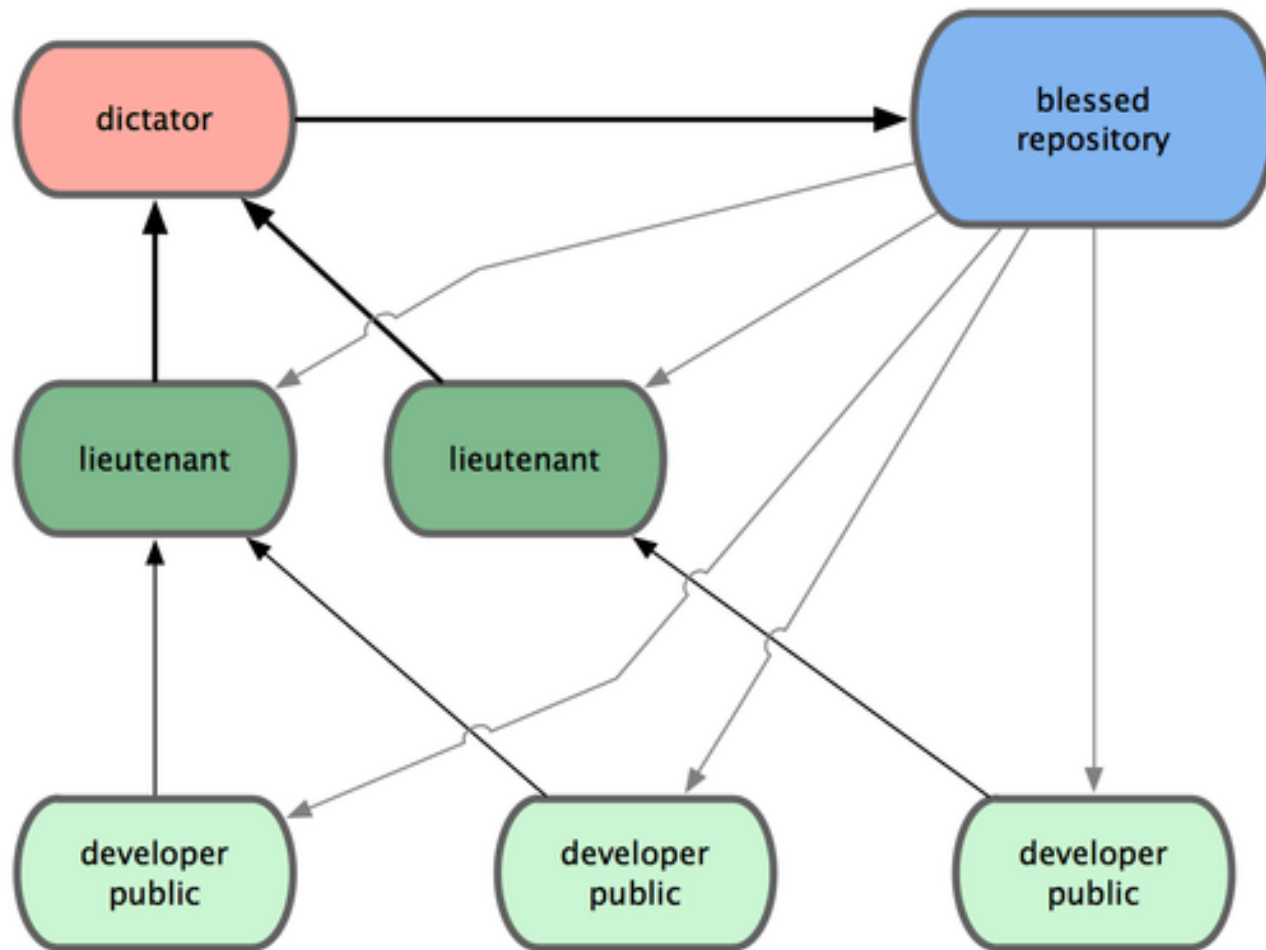 dictator
blessed
repository
lieutenant
lieutenant
developer
public
developer
public
developer
public